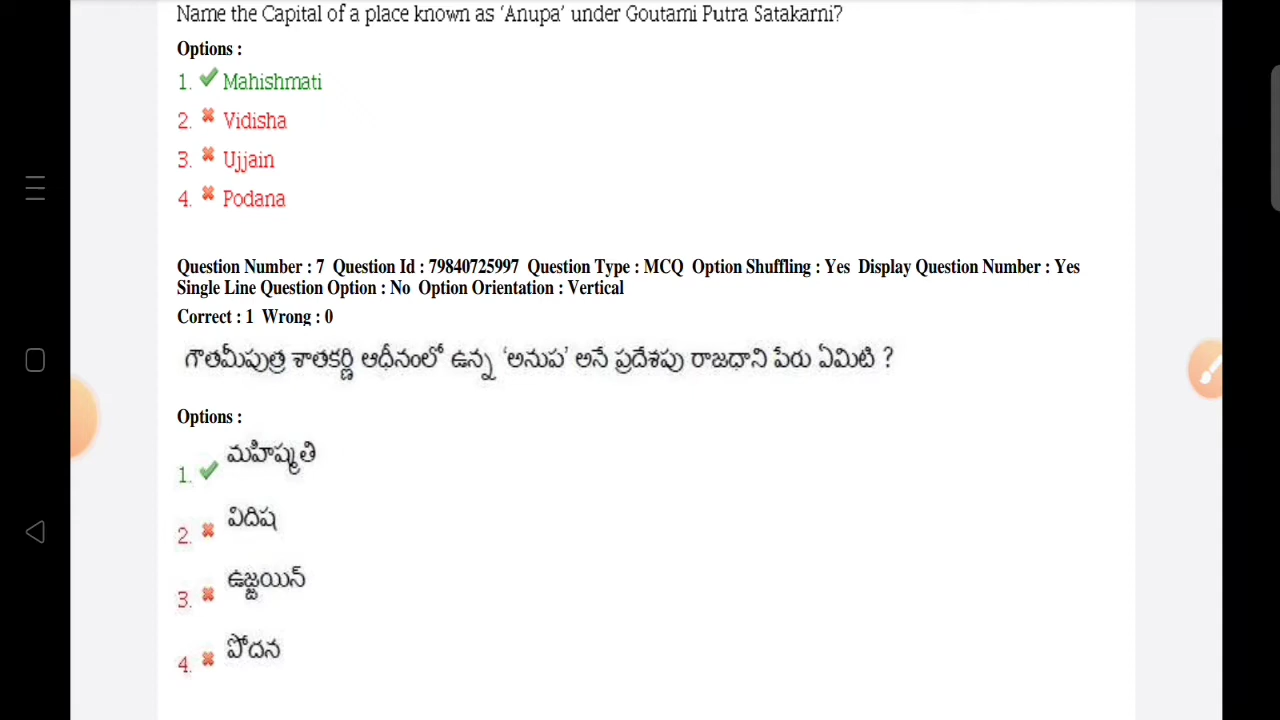 Name the Capital of a place known as ‘Anupa’ under Goutami Putra Satakarni?
Options :
1. Mahishmati
2. Vidisha
3. Ujjain
4. Podana
Question Number : 7 Question Id : 79840725997 Question Type : MCQ Option Shuffling : Yes Display Question Number : Yes
Single Line Question Option : No Option Orientation : Vertical
Correct : 1 Wrong : 0
గౌతమీపుత్ర శాతకర్ణి ఆధీనంలో ఉన్న ‘అనుప’ అనే ప్రదేశపు రాజధాని పేరు ఏమిటి ?
Options :
1. మహిష్మతి
2. విదిష
3. ఉజ్జయిన్
4. పోదన